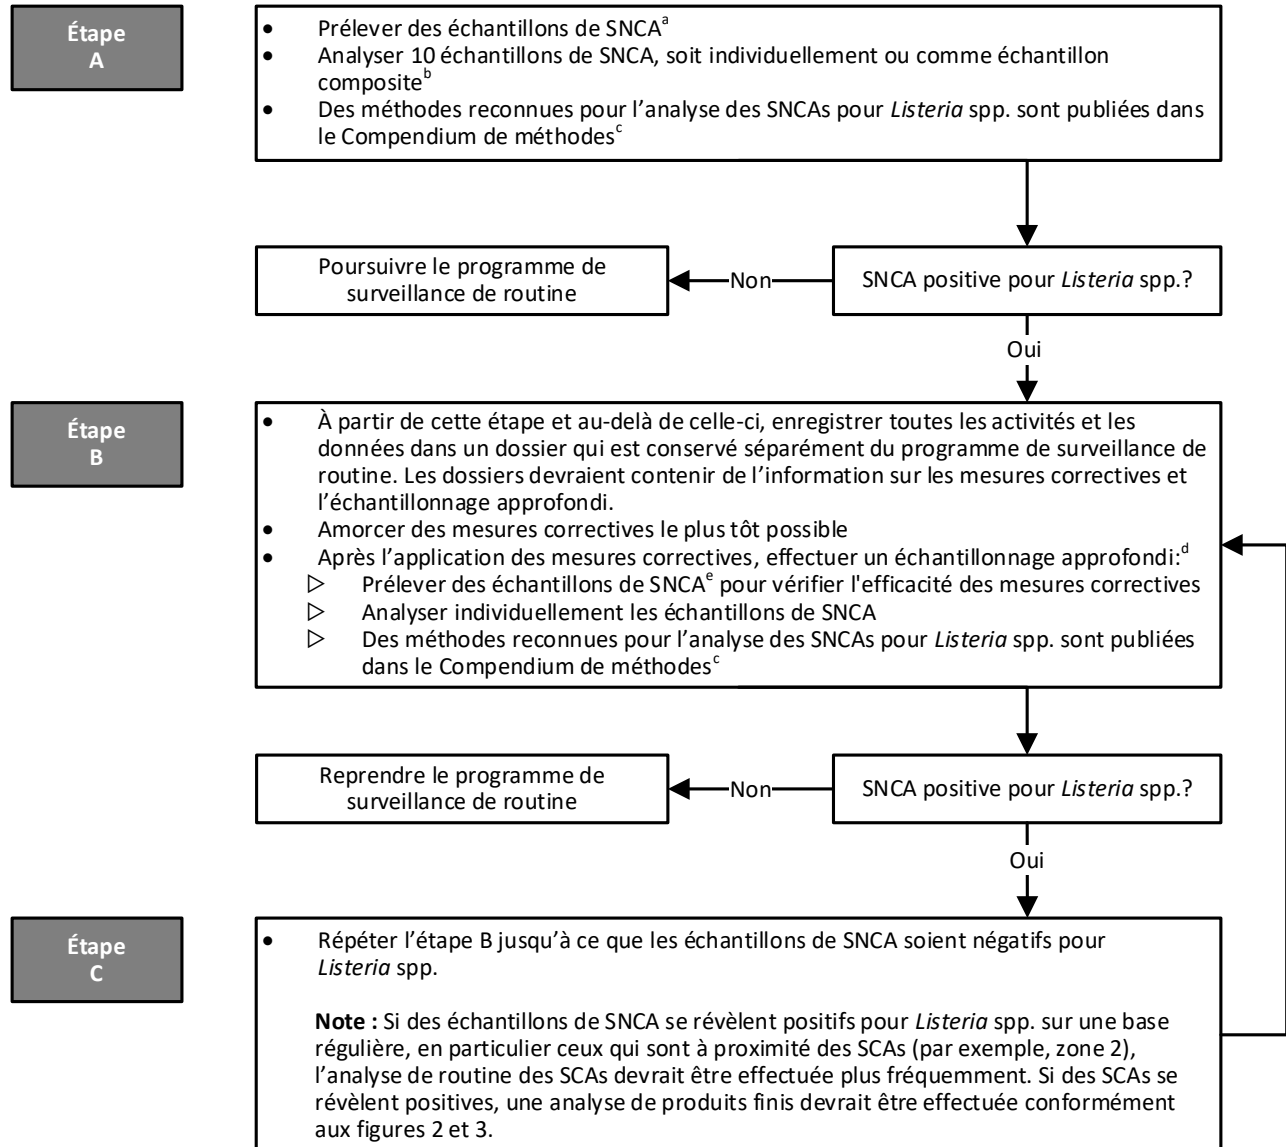 Étape
A
• Prélever des échantillons de SNCAᵃ
• Analyser 10 échantillons de SNCA, soit individuellement ou comme échantillon
compositeᵇ
• Des méthodes reconnues pour l’analyse des SNCAs pour Listeria spp. sont publiées dans
le Compendium de méthodesᶜ
Poursuivre le programme de
surveillance de routine
Non
SNCA positive pour Listeria spp.?
Oui
Étape
B
• À partir de cette étape et au-delà de celle-ci, enregistrer toutes les activités et les
données dans un dossier qui est conservé séparément du programme de surveillance de
routine. Les dossiers devraient contenir de l’information sur les mesures correctives et
l’échantillonnage approfondi.
• Amorcer des mesures correctives le plus tôt possible
• Après l’application des mesures correctives, effectuer un échantillonnage approfondi:ᵈ
▷ Prélever des échantillons de SNCAᵉ pour vérifier l'efficacité des mesures correctives
▷ Analyser individuellement les échantillons de SNCA
▷ Des méthodes reconnues pour l’analyse des SNCAs pour Listeria spp. sont publiées
dans le Compendium de méthodesᶜ
Reprendre le programme de
surveillance de routine
Non
SNCA positive pour Listeria spp.?
Oui
Étape
C
• Répéter l’étape B jusqu’à ce que les échantillons de SNCA soient négatifs pour
Listeria spp.
Note : Si des échantillons de SNCA se révèlent positifs pour Listeria spp. sur une base
régulière, en particulier ceux qui sont à proximité des SCAs (par exemple, zone 2),
l’analyse de routine des SCAs devrait être effectuée plus fréquemment. Si des SCAs se
révèlent positives, une analyse de produits finis devrait être effectuée conformément
aux figures 2 et 3.